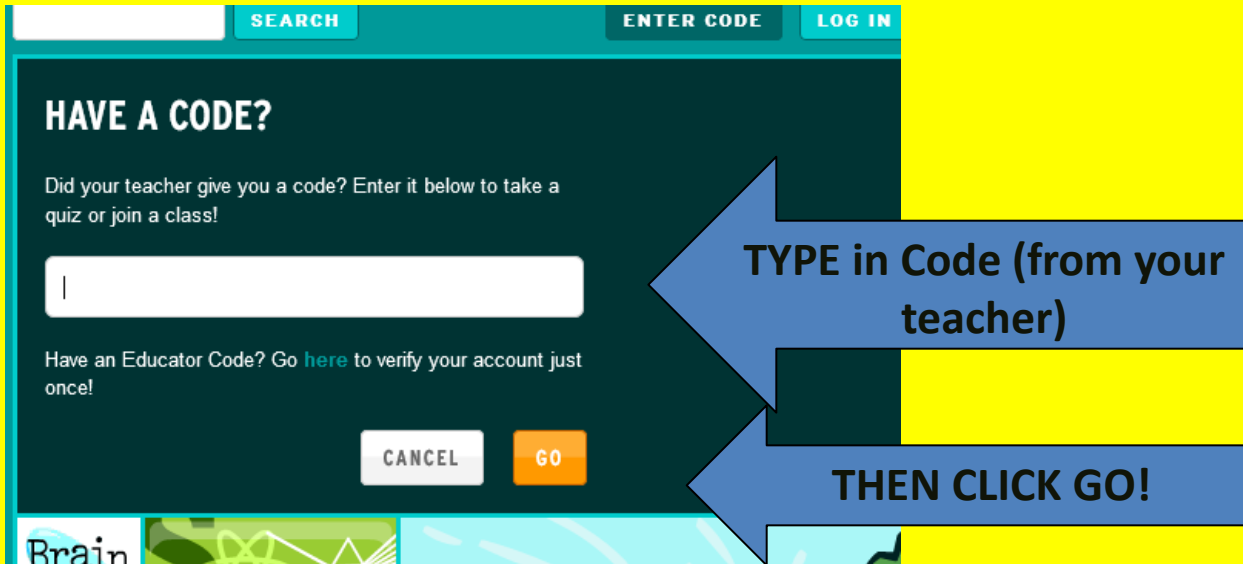 SEARCH ENTER CODE LOG IN
HAVE A CODE?
Did your teacher give you a code? Enter it below to take a
quiz or join a class!
TYPE in Code (from your
teacher)
Have an Educator Code? Go here to verify your account just
once!
CANCEL GO
THEN CLICK GO!
Brain